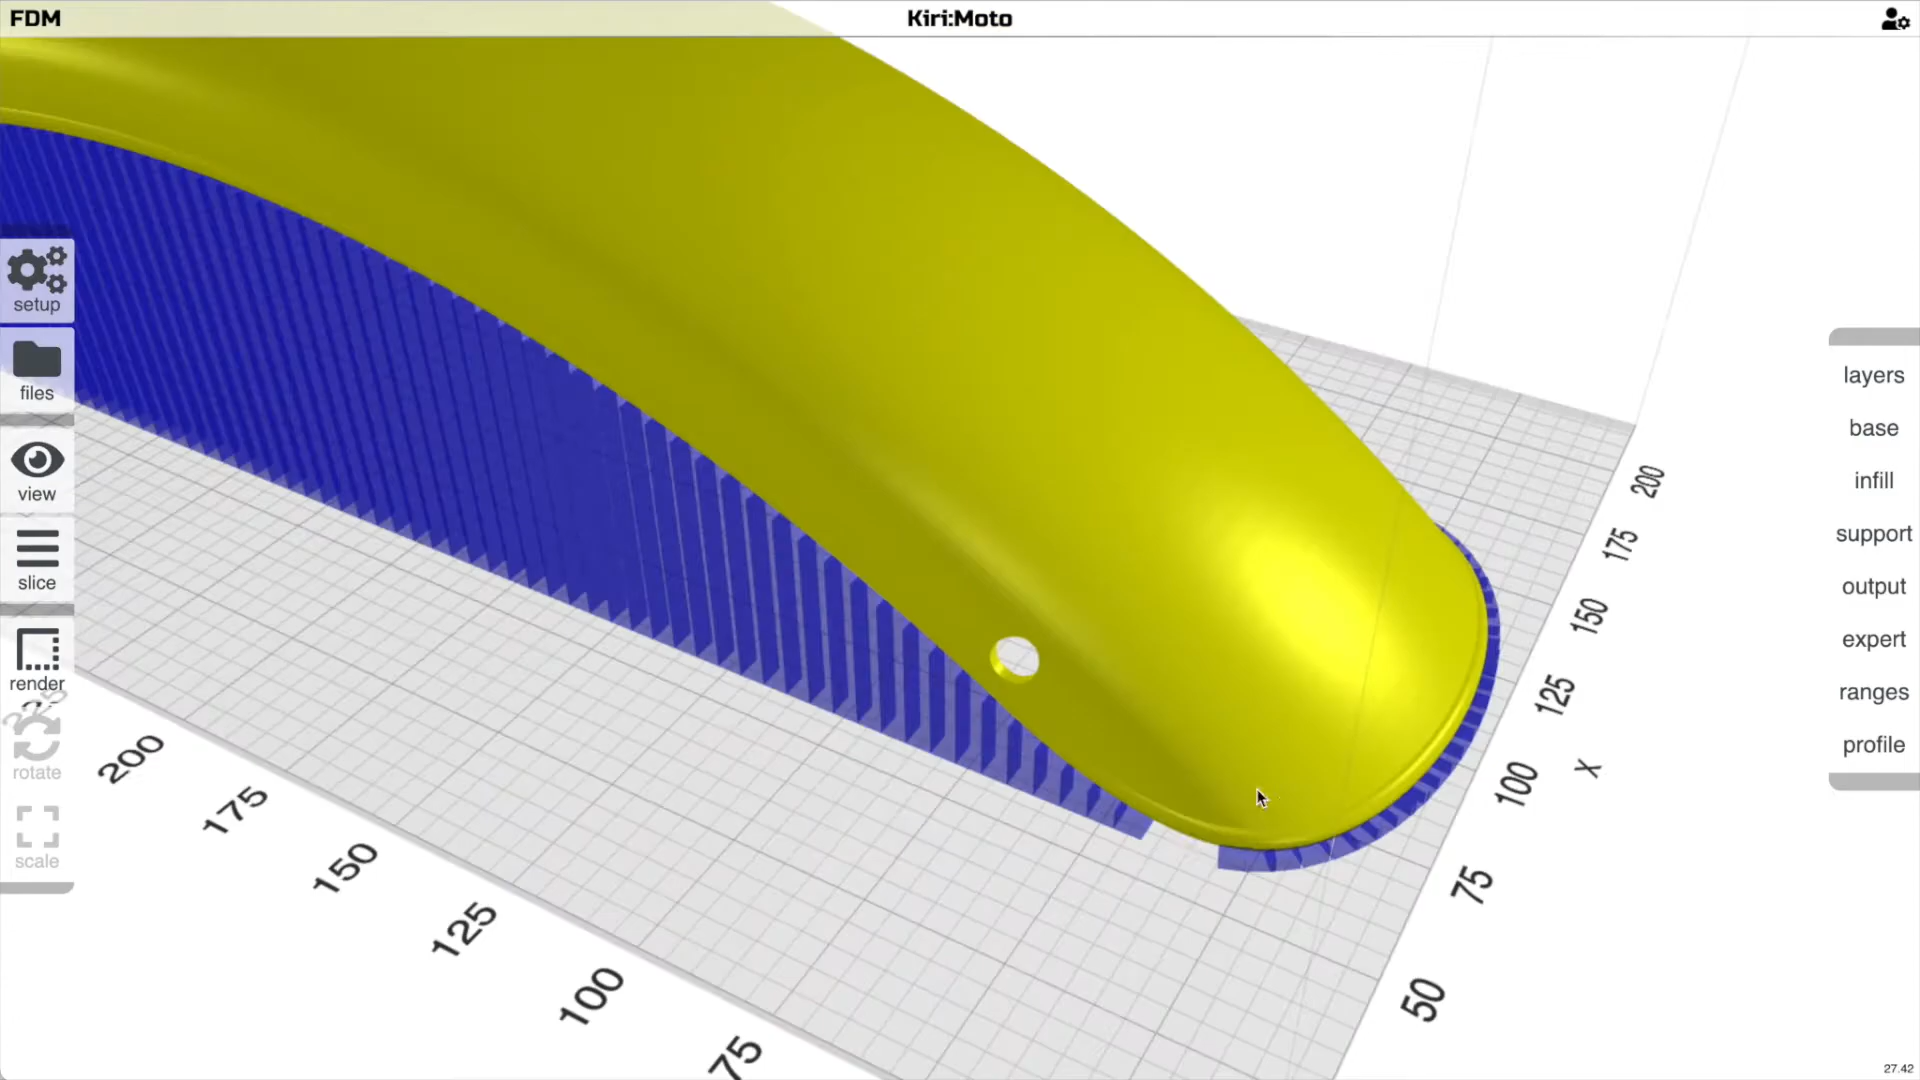 FDM
Kiri:Moto
setup
files
view
slice
render
rotate
scale
layers
base
infill
support
output
expert
ranges
profile
200
175
150
125
100
75
50
X
225
200
175
150
125
100
75
27.42